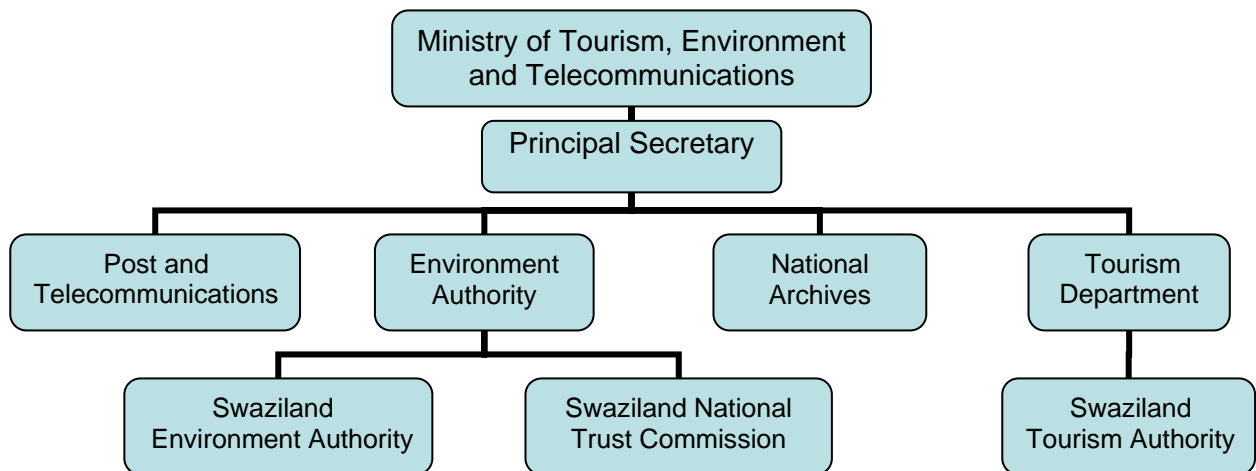 Ministry of Tourism, Environment
and Telecommunications
Principal Secretary
Post and
Telecommunications
Environment
Authority
National
Archives
Tourism
Department
Swaziland
Environment Authority
Swaziland National
Trust Commission
Swaziland
Tourism Authority